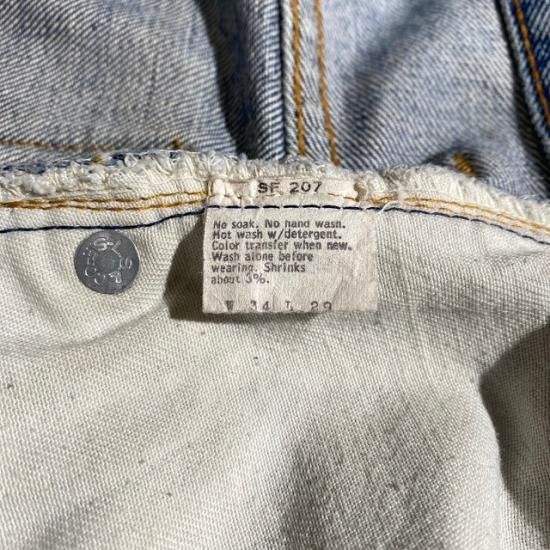 SF 207
No soak. No hand wash.
Hot wash w/detergent.
Color transfer when new.
Wash alone before
wearing. Shrinks
about 3%.
W 34 L 29